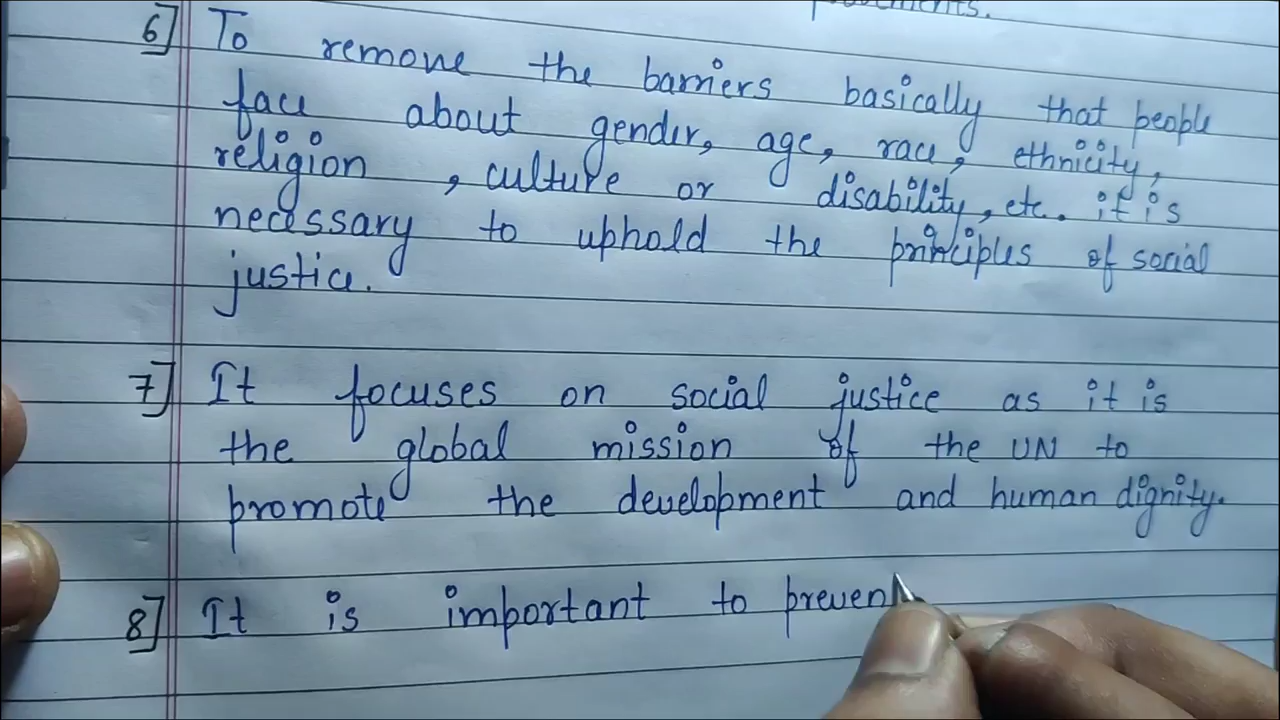 6] To remove the barriers basically that people
face about gender, age, race, ethnicity,
religion, culture or disability, etc. it is
necessary to uphold the principles of social
justice.
7] It focuses on social justice as it is
the global mission of the UN to
promote the development and human dignity.
8] It is important to preven